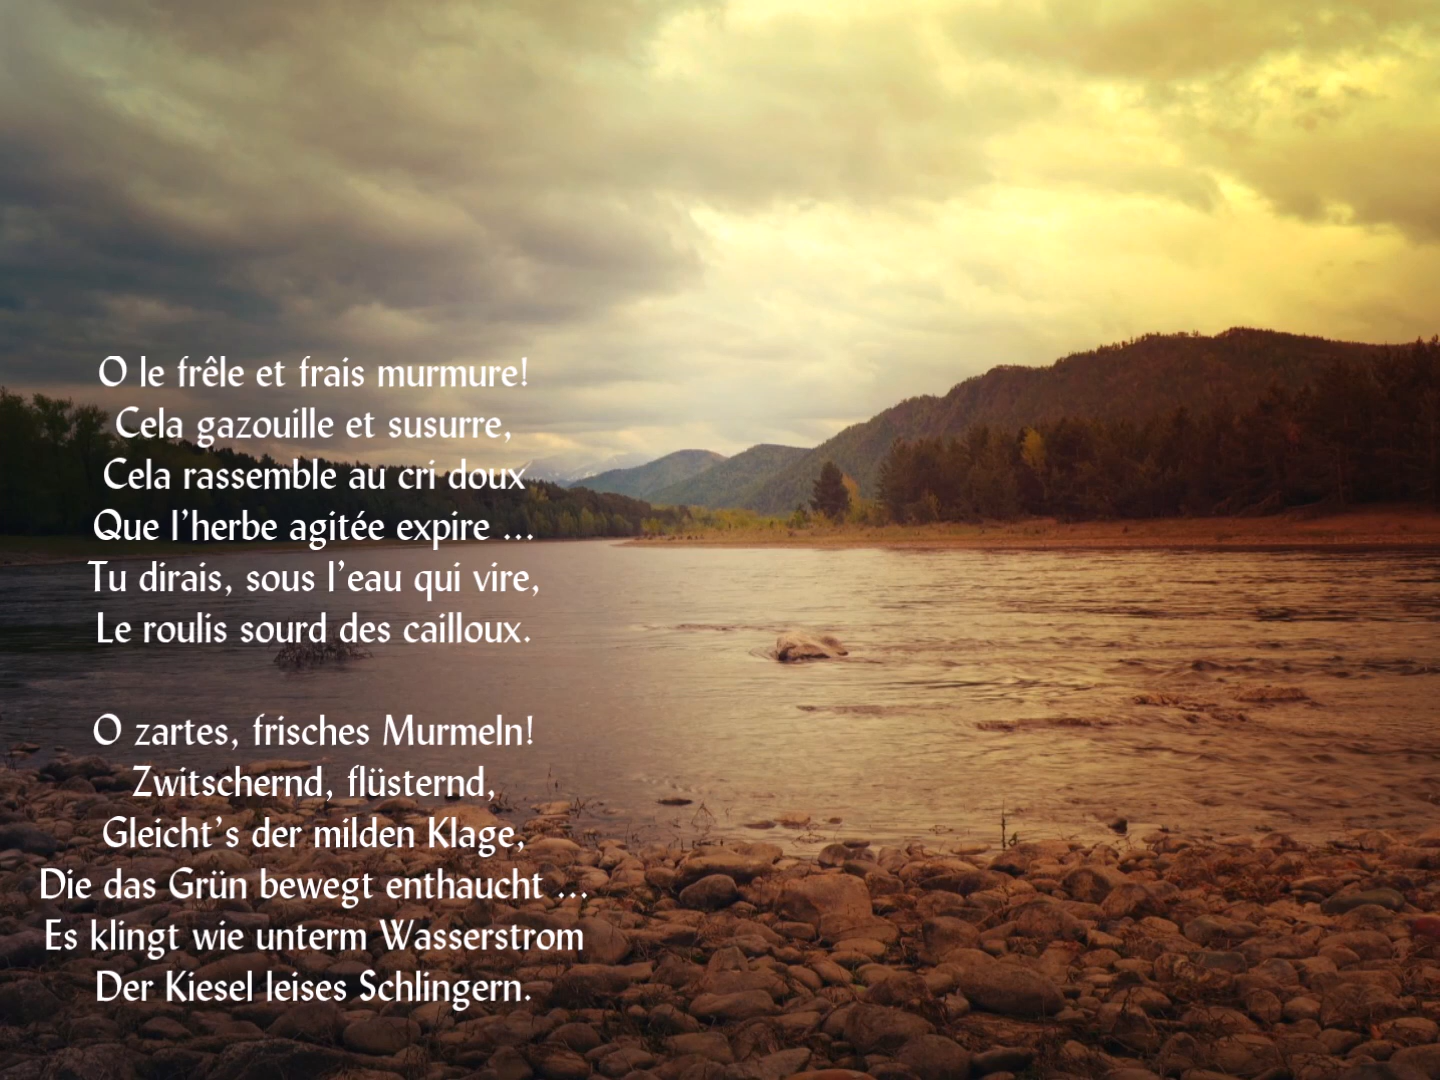 O le frêle et frais murmure!
Cela gazouille et susurre,
Cela rassemble au cri doux
Que l'herbe agitée expire ...
Tu dirais, sous l'eau qui vire,
Le roulis sourd des cailloux.
O zartes, frisches Murmeln!
Zwitschernd, flüsternd,
Gleicht's der milden Klage,
Die das Grün bewegt enthaucht ...
Es klingt wie unterm Wasserstrom
Der Kiesel leises Schlingern.